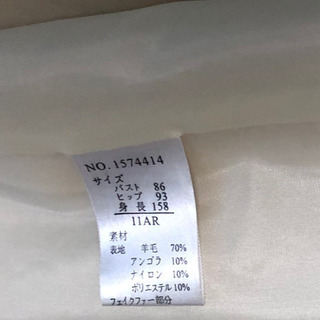 NO.1574414
サイズ
バスト 86
ヒップ 93
身長 158
11AR
素材
表地 羊毛 70%
アンゴラ 10%
ナイロン 10%
ポリエステル 10%
フェイクファー部分